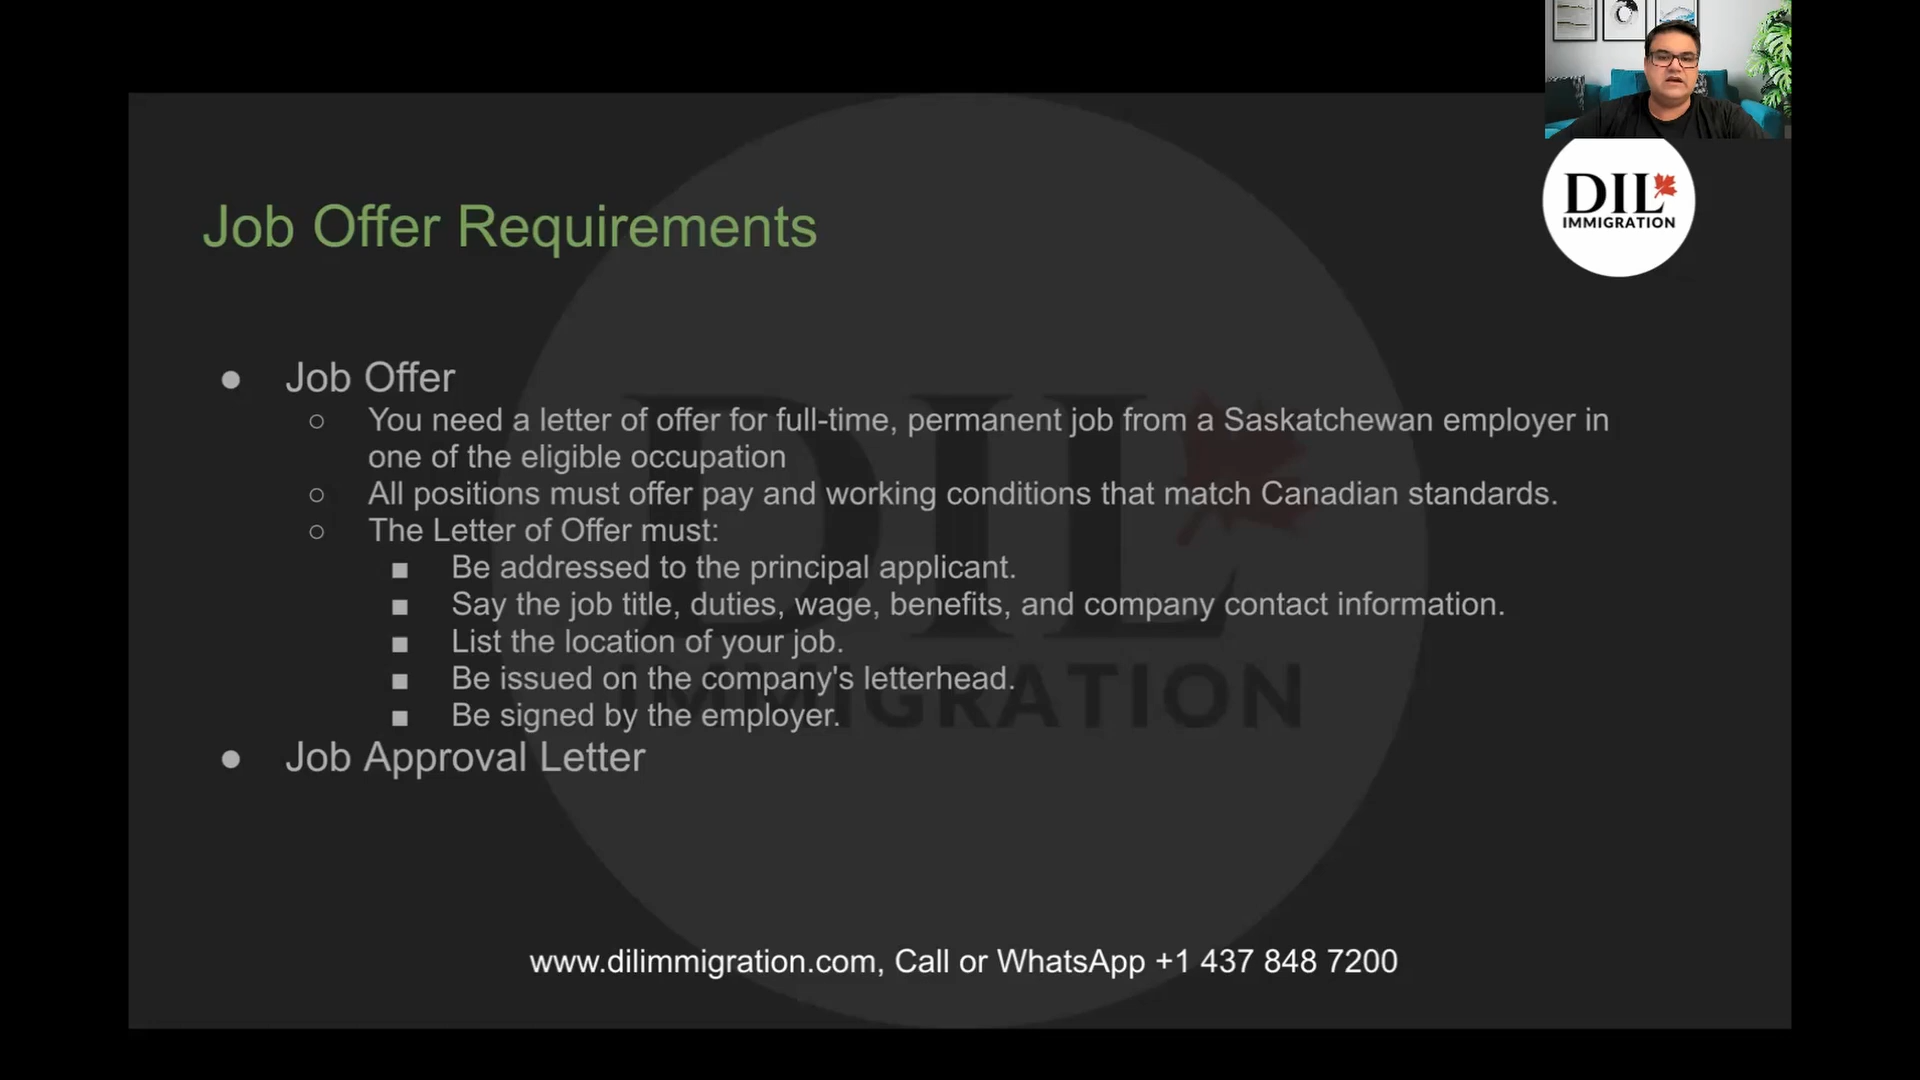 DIL
IMMIGRATION
Job Offer Requirements
● Job Offer
○ You need a letter of offer for full-time, permanent job from a Saskatchewan employer in
one of the eligible occupation
○ All positions must offer pay and working conditions that match Canadian standards.
○ The Letter of Offer must:
■ Be addressed to the principal applicant.
■ Say the job title, duties, wage, benefits, and company contact information.
■ List the location of your job.
■ Be issued on the company's letterhead.
■ Be signed by the employer.
● Job Approval Letter
DIL
IMMIGRATION
www.dilimmigration.com, Call or WhatsApp +1 437 848 7200